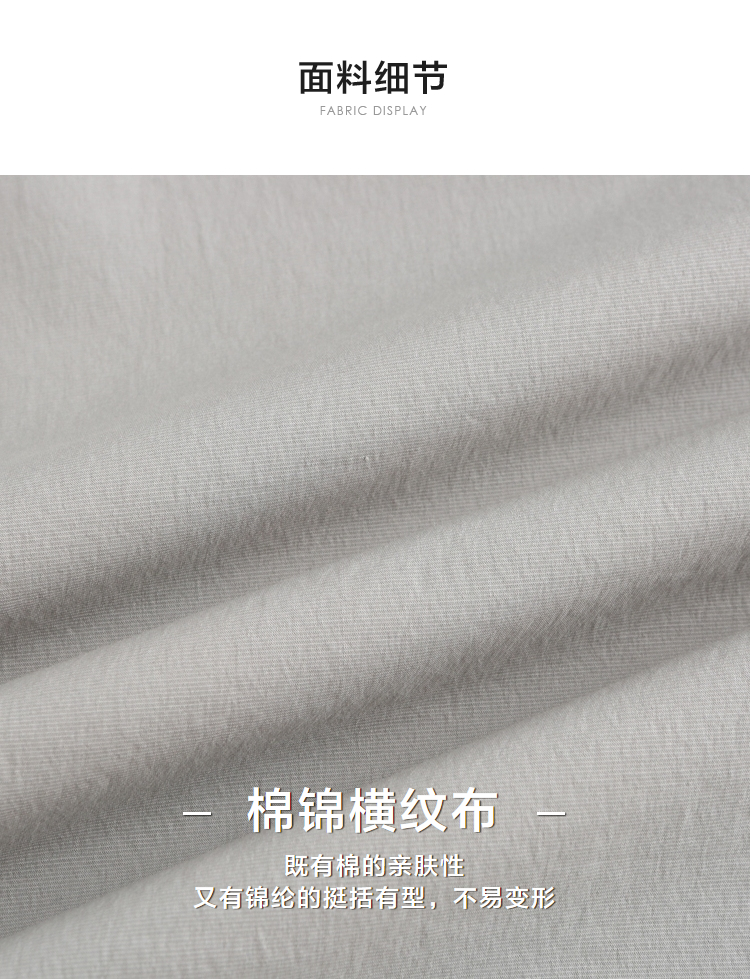 面料细节
FABRIC DISPLAY
— 棉锦横纹布 —
既有棉的亲肤性
又有锦纶的挺括有型，不易变形